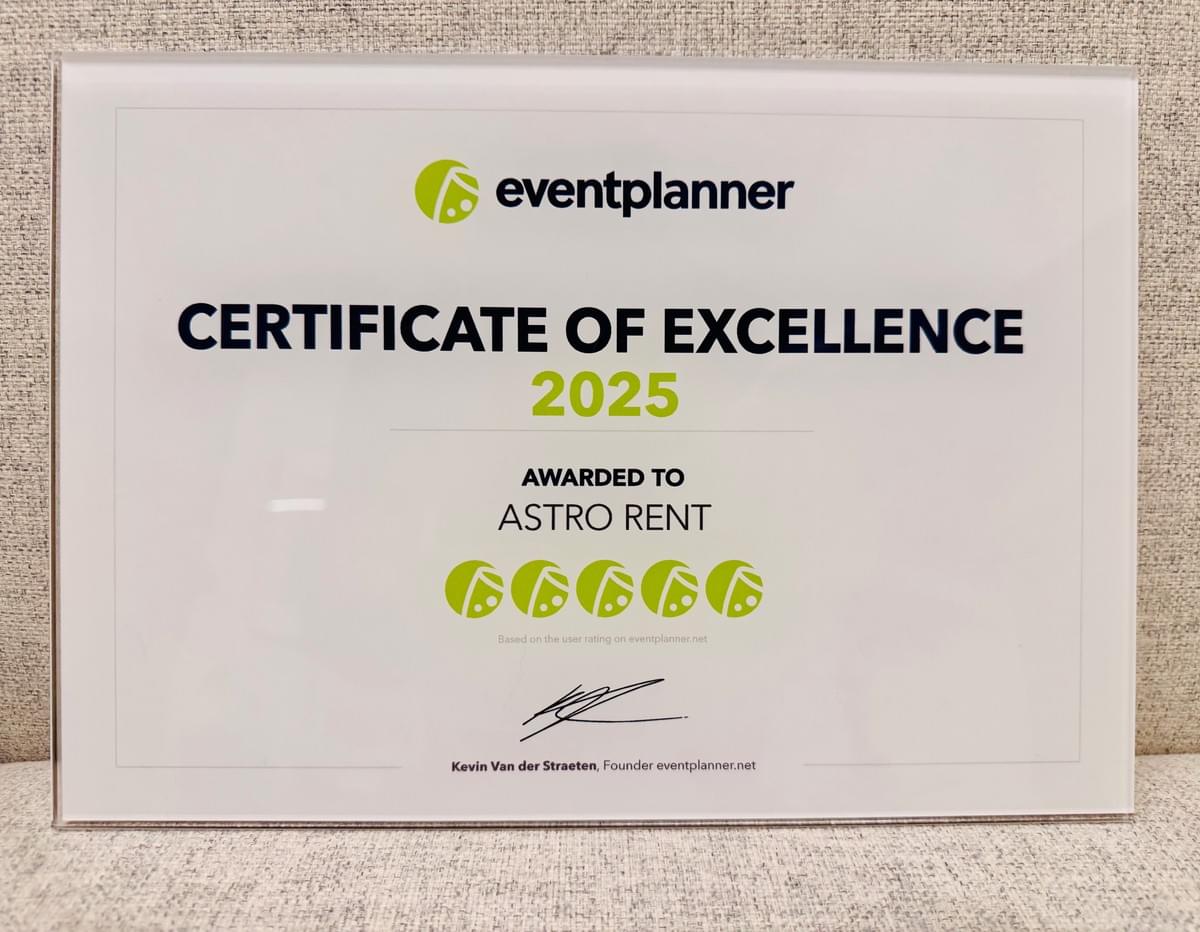 eventplanner
CERTIFICATE OF EXCELLENCE
2025
AWARDED TO
ASTRO RENT
Based on the user rating on eventplanner.net
Kevin Van der Straeten, Founder eventplanner.net